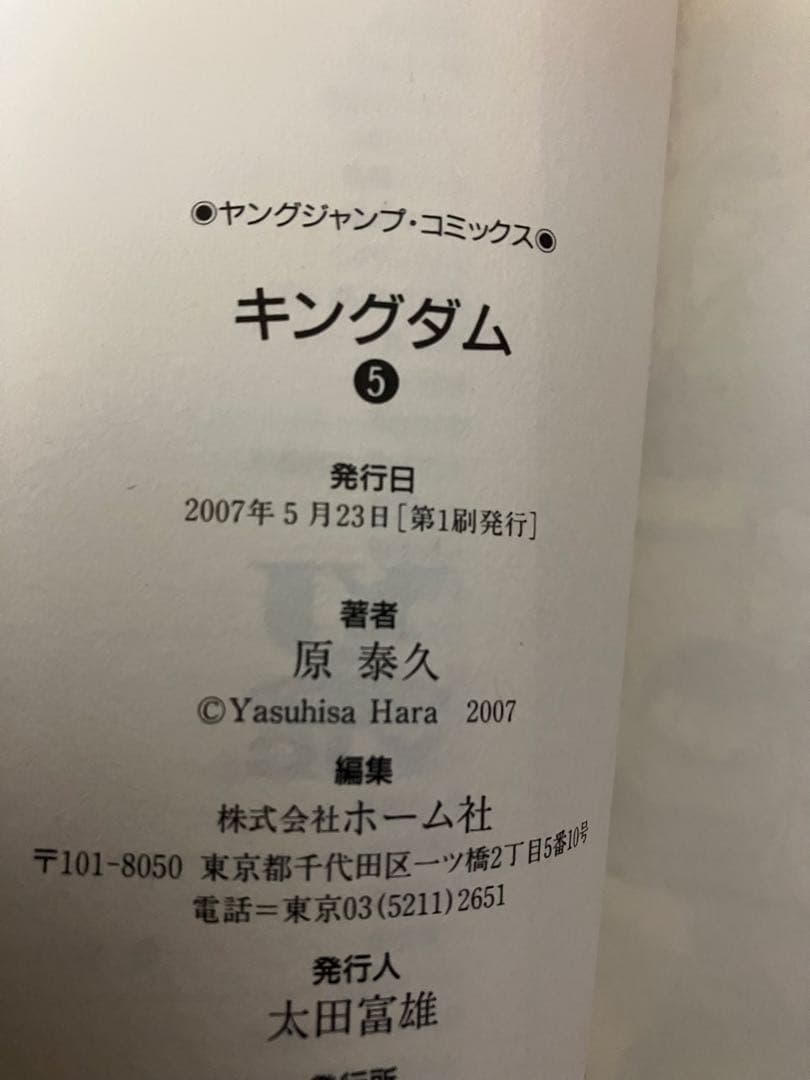 ◉ヤングジャンプ・コミックス◉
キングダム
❺
発行日
2007年5月23日[第1刷発行]
著者
原 泰久
©Yasuhisa Hara 2007
編集
株式会社ホーム社
〒101-8050 東京都千代田区一ツ橋2丁目5番10号
電話＝東京03(5211)2651
発行人
太田富雄
発行所